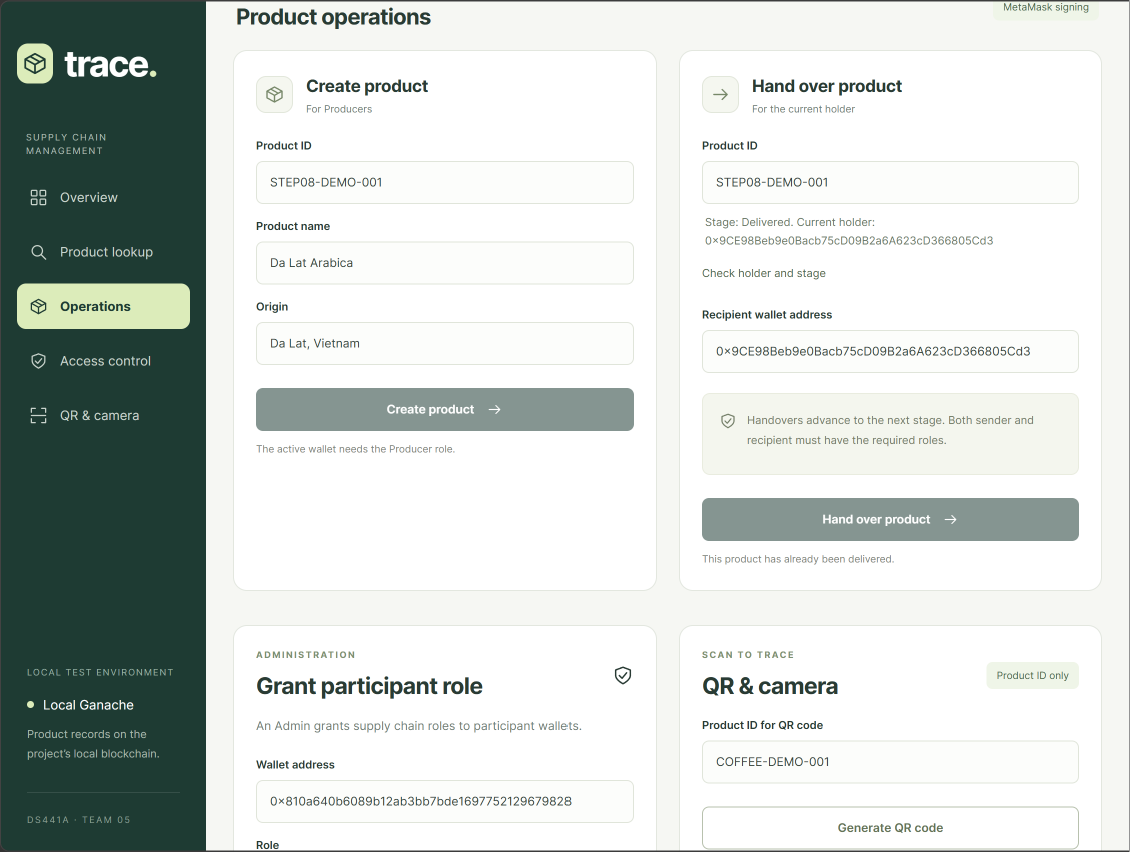 trace.
SUPPLY CHAIN
MANAGEMENT
Overview
Product lookup
Operations
Access control
QR & camera
LOCAL TEST ENVIRONMENT
Local Ganache
Product records on the
project's local blockchain.
DS441A · TEAM 05
Product operations
MetaMask signing
Create product
For Producers
Product ID
STEP08-DEMO-001
Product name
Da Lat Arabica
Origin
Da Lat, Vietnam
Create product →
The active wallet needs the Producer role.
Hand over product
For the current holder
Product ID
STEP08-DEMO-001
Stage: Delivered. Current holder:
0×9CE98Beb9e0Bacb75cD09B2a6A623cD366805Cd3
Check holder and stage
Recipient wallet address
0×9CE98Beb9e0Bacb75cD09B2a6A623cD366805Cd3
Handovers advance to the next stage. Both sender and
recipient must have the required roles.
Hand over product →
This product has already been delivered.
ADMINISTRATION
Grant participant role
An Admin grants supply chain roles to participant wallets.
Wallet address
0×810a640b6089b12ab3bb7bde1697752129679828
Role
SCAN TO TRACE
QR & camera
Product ID only
Product ID for QR code
COFFEE-DEMO-001
Generate QR code